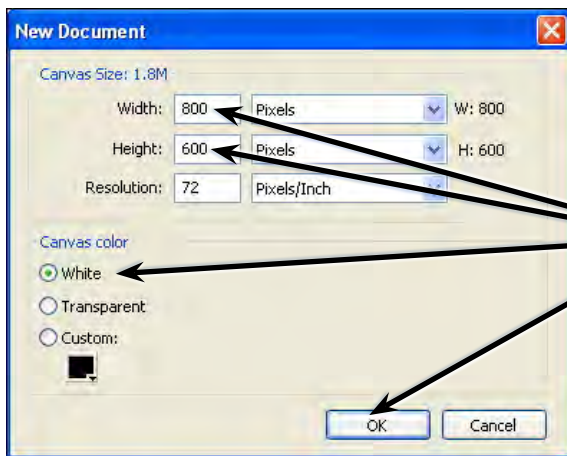 New Document
Canvas Size: 1.8M
Width: 800 Pixels W: 800
Height: 600 Pixels H: 600
Resolution: 72 Pixels/Inch
Canvas color
White
Transparent
Custom:
OK Cancel